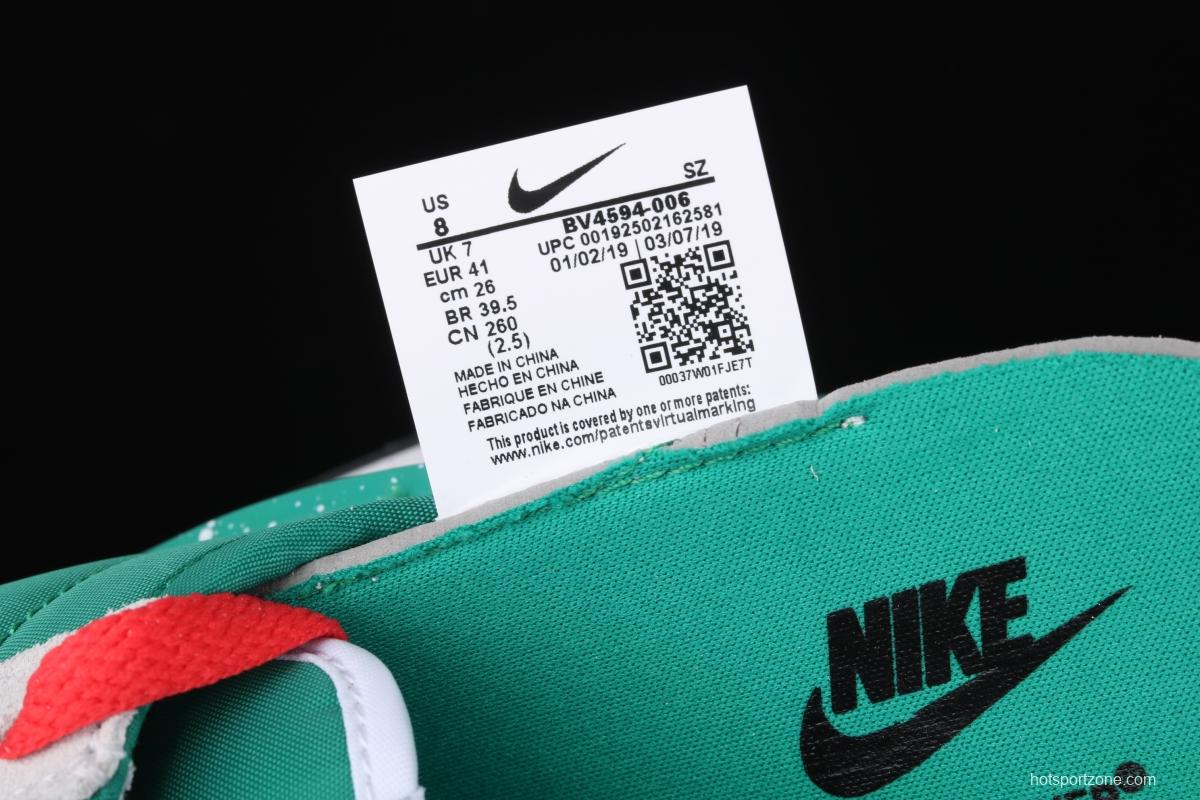 US
8
SZ
BV4594-006
UPC 00192502162581
01/02/19 | 03/07/19
UK 7
EUR 41
cm 26
BR 39.5
CN 260
(2.5)
00037W01FJE7T
MADE IN CHINA
HECHO EN CHINA
FABRIQUE EN CHINE
FABRICADO NA CHINA
This product is covered by one or more patents:
www.nike.com/patentsvirtualmarking
NIKE
hotsportzone.com/